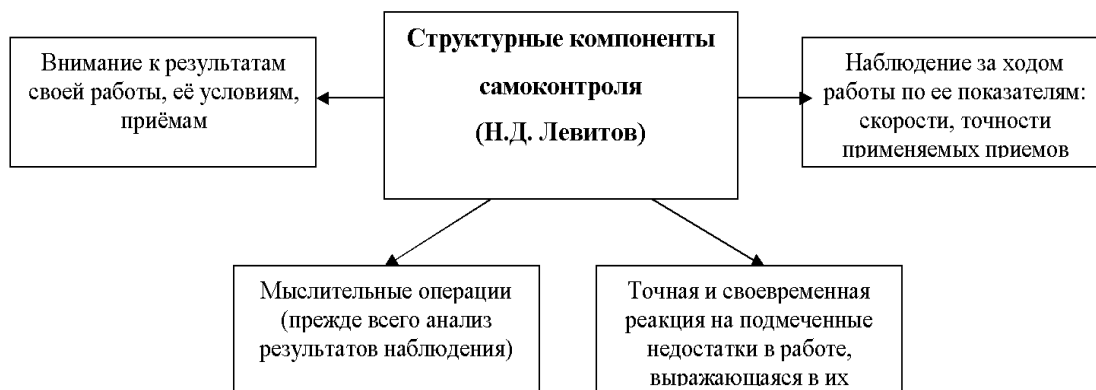 Структурные компоненты
самоконтроля
(Н.Д. Левитов)
Внимание к результатам
своей работы, её условиям,
приёмам
Наблюдение за ходом
работы по ее показателям:
скорости, точности
применяемых приемов
Мыслительные операции
(прежде всего анализ
результатов наблюдения)
Точная и своевременная
реакция на подмеченные
недостатки в работе,
выражающаяся в их